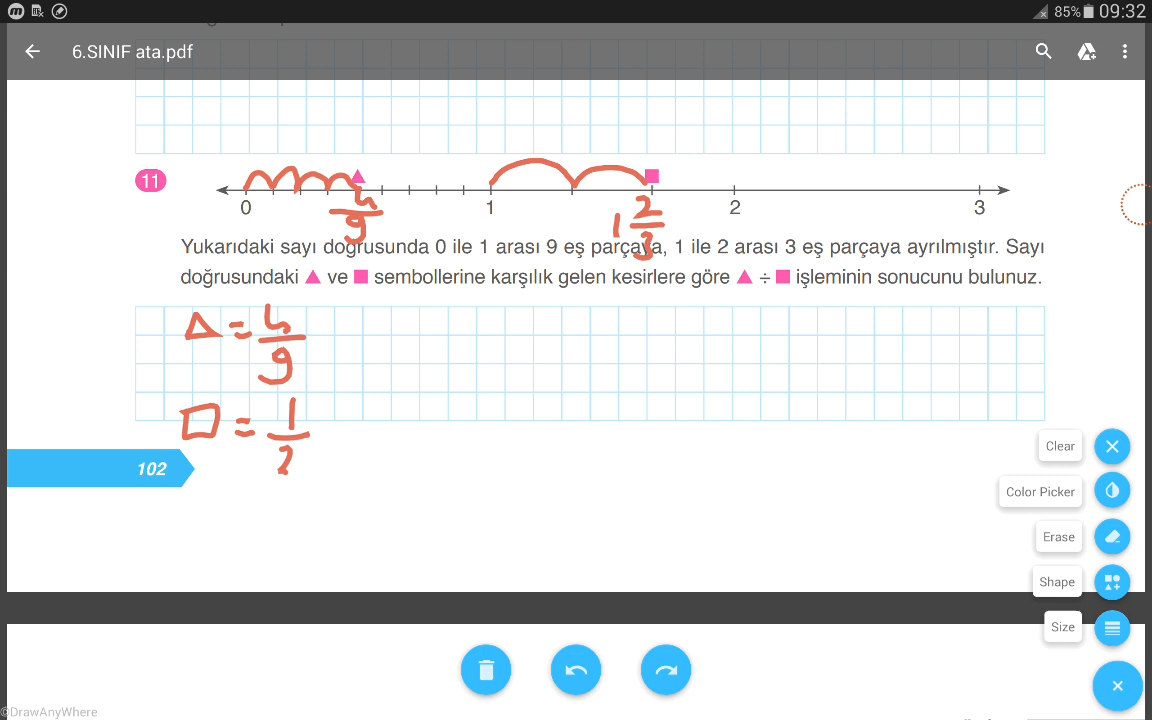 85% 09:32
6.SINIF ata.pdf
11
0 1 2 3
4/9
1 2/3
Yukarıdaki sayı doğrusunda 0 ile 1 arası 9 eş parçaya, 1 ile 2 arası 3 eş parçaya ayrılmıştır. Sayı
doğrusundaki ▲ ve ■ sembollerine karşılık gelen kesirlere göre ▲ ÷ ■ işleminin sonucunu bulunuz.
△ = 4/9
□ = 1/2
102
Clear
Color Picker
Erase
Shape
Size
©DrawAnyWhere